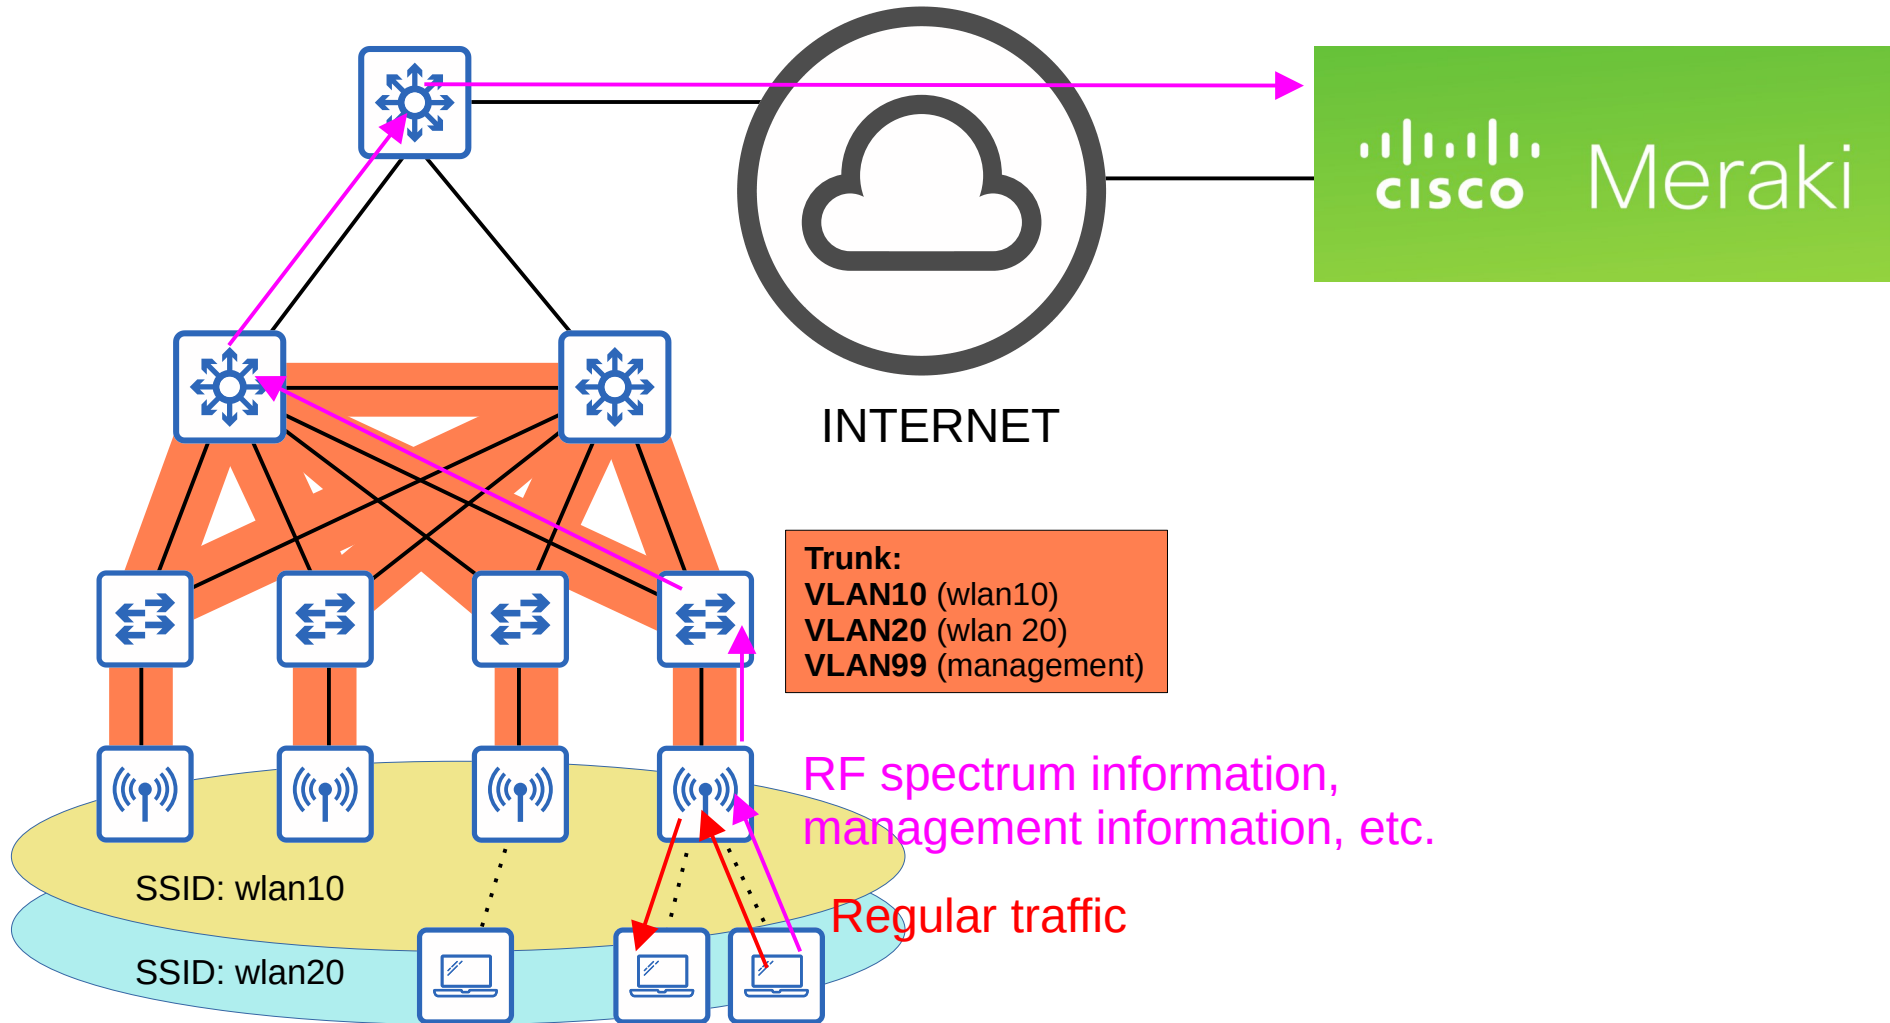 CISCO Meraki
INTERNET
Trunk:
VLAN10 (wlan10)
VLAN20 (wlan 20)
VLAN99 (management)
RF spectrum information,
management information, etc.
SSID: wlan10
Regular traffic
SSID: wlan20